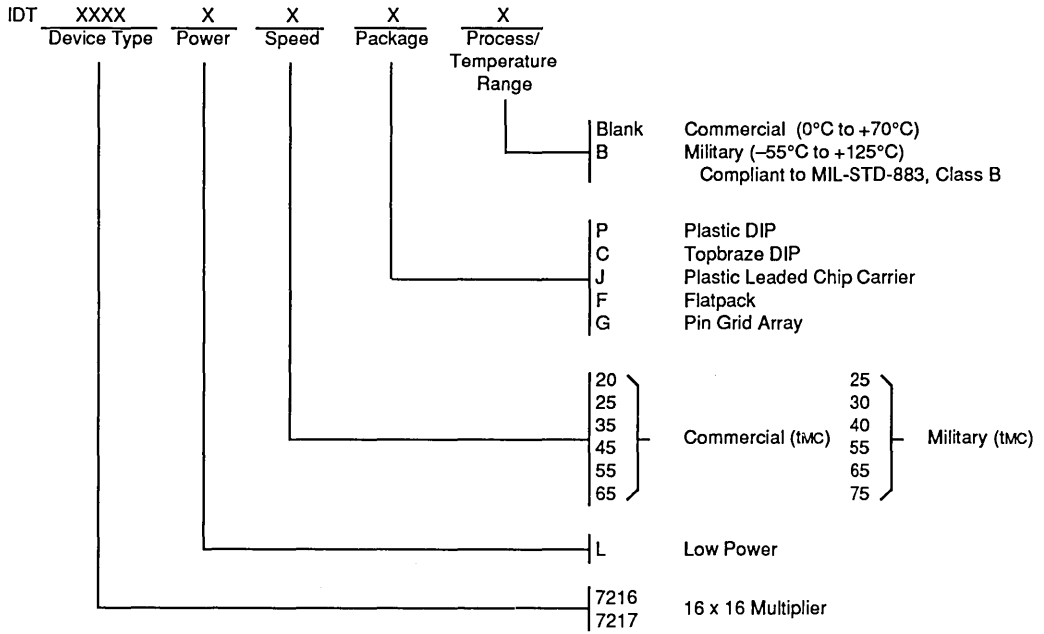 IDT XXXX X X X X
Device Type Power Speed Package Process/
Temperature
Range
Blank Commercial (0°C to +70°C)
B Military (–55°C to +125°C)
Compliant to MIL-STD-883, Class B
P Plastic DIP
C Topbraze DIP
J Plastic Leaded Chip Carrier
F Flatpack
G Pin Grid Array
20 25
25 30
35 40
45 Commercial (tMC) 55 Military (tMC)
55 65
65 75
L Low Power
7216
7217 16 x 16 Multiplier